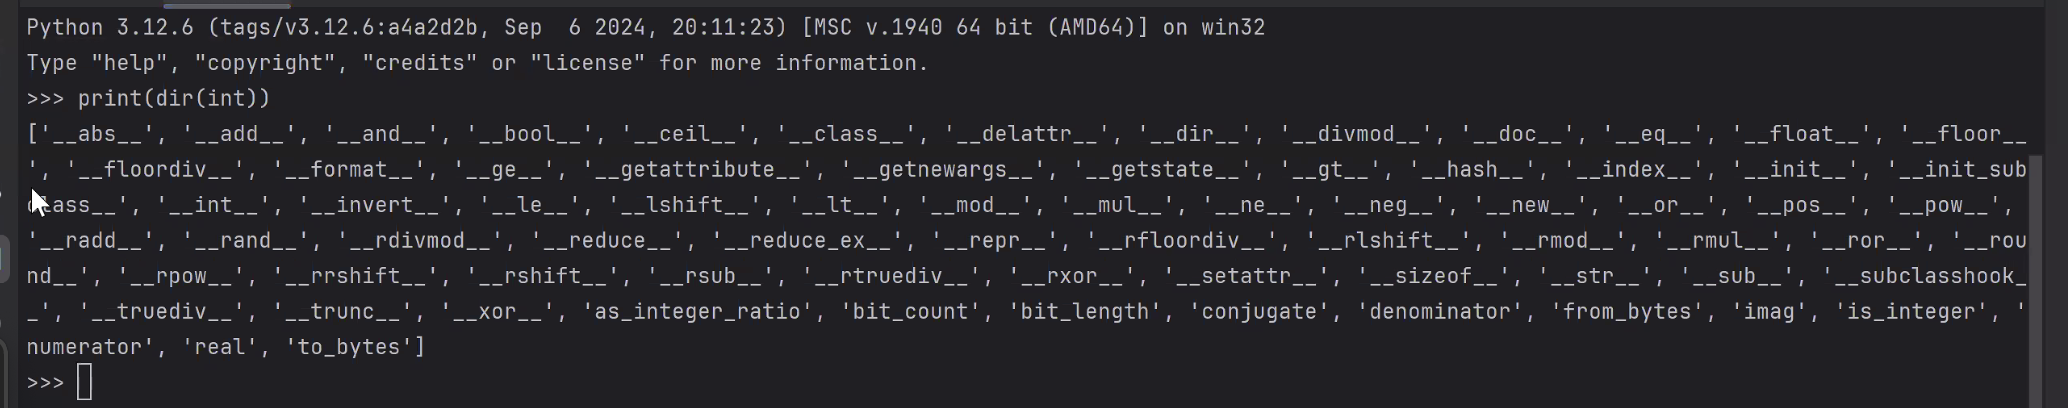 Python 3.12.6 (tags/v3.12.6:a4a2d2b, Sep  6 2024, 20:11:23) [MSC v.1940 64 bit (AMD64)] on win32
Type "help", "copyright", "credits" or "license" for more information.
>>> print(dir(int))
['__abs__', '__add__', '__and__', '__bool__', '__ceil__', '__class__', '__delattr__', '__dir__', '__divmod__', '__doc__', '__eq__', '__float__', '__floor__
', '__floordiv__', '__format__', '__ge__', '__getattribute__', '__getnewargs__', '__getstate__', '__gt__', '__hash__', '__index__', '__init__', '__init_sub
class__', '__int__', '__invert__', '__le__', '__lshift__', '__lt__', '__mod__', '__mul__', '__ne__', '__neg__', '__new__', '__or__', '__pos__', '__pow__',
'__radd__', '__rand__', '__rdivmod__', '__reduce__', '__reduce_ex__', '__repr__', '__rfloordiv__', '__rlshift__', '__rmod__', '__rmul__', '__ror__', '__rou
nd__', '__rpow__', '__rrshift__', '__rshift__', '__rsub__', '__rtruediv__', '__rxor__', '__setattr__', '__sizeof__', '__str__', '__sub__', '__subclasshook_
_', '__truediv__', '__trunc__', '__xor__', 'as_integer_ratio', 'bit_count', 'bit_length', 'conjugate', 'denominator', 'from_bytes', 'imag', 'is_integer', '
numerator', 'real', 'to_bytes']
>>>